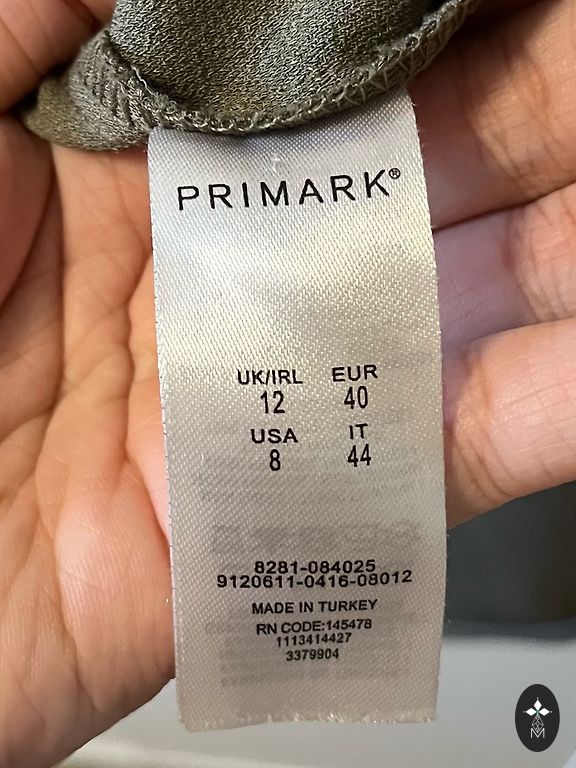 PRIMARK®
UK/IRL EUR
12 40
USA IT
8 44
8281-084025
9120611-0416-08012
MADE IN TURKEY
RN CODE:145478
1113414427
3379904
M